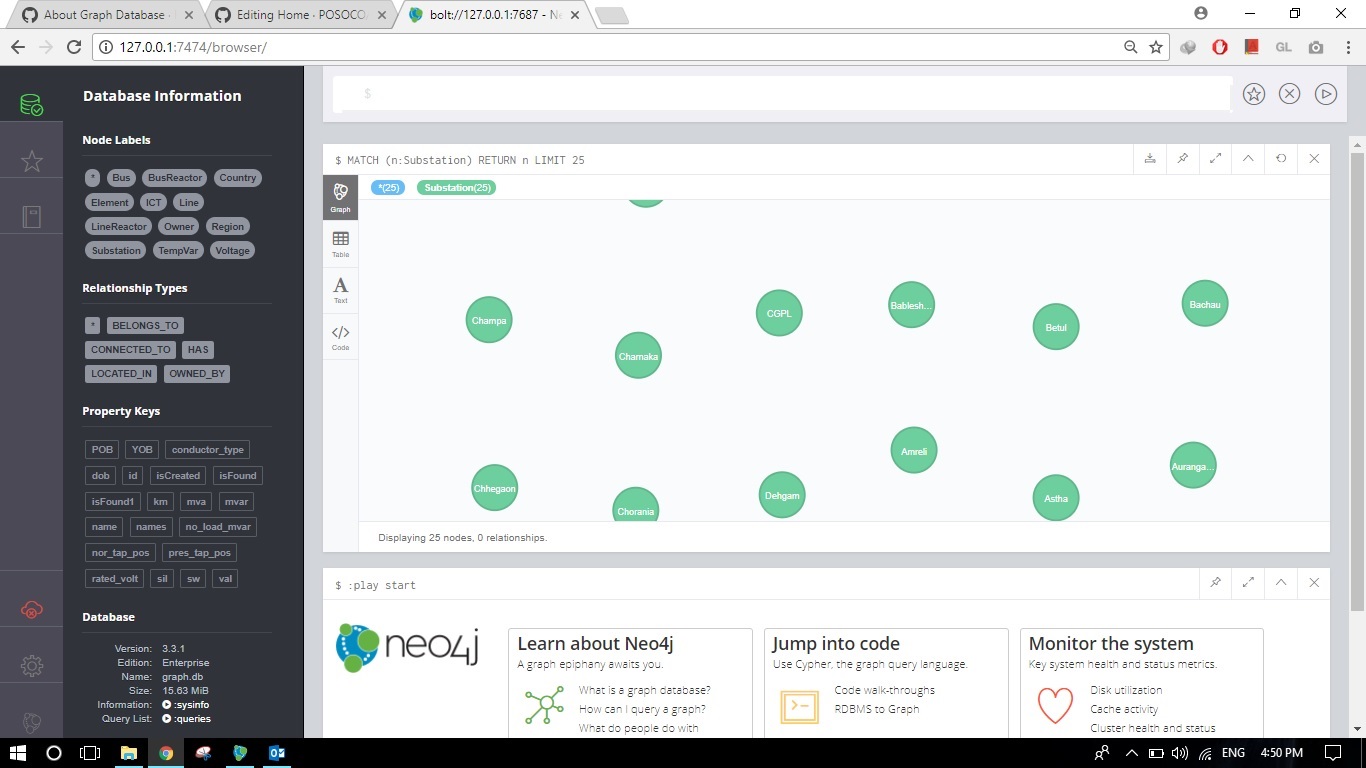 About Graph Database ·
Editing Home · POSOCO
bolt://127.0.0.1:7687 - Ne
127.0.0.1:7474/browser/
GL
Database Information
$
Node Labels
* Bus BusReactor Country
Element ICT Line
LineReactor Owner Region
Substation TempVar Voltage
Relationship Types
* BELONGS_TO
CONNECTED_TO HAS
LOCATED_IN OWNED_BY
Property Keys
POB YOB conductor_type
dob id isCreated isFound
isFound1 km mva mvar
name names no_load_mvar
nor_tap_pos pres_tap_pos
rated_volt sil sw val
Database
Version: 3.3.1
Edition: Enterprise
Name: graph.db
Size: 15.63 MiB
Information: :sysinfo
Query List: :queries
$ MATCH (n:Substation) RETURN n LIMIT 25
Graph
Table
A
Text
Code
*(25) Substation(25)
Champa
Chamaka
CGPL
Bablesh...
Betul
Bachau
Chhegaon
Chorania
Dehgam
Amreli
Astha
Auranga...
Displaying 25 nodes, 0 relationships.
$ :play start
neo4j
Learn about Neo4j
A graph epiphany awaits you.
What is a graph database?
How can I query a graph?
What do people do with
Jump into code
Use Cypher, the graph query language.
Code walk-throughs
RDBMS to Graph
Monitor the system
Key system health and status metrics.
Disk utilization
Cache activity
Cluster health and status
ENG 4:50 PM